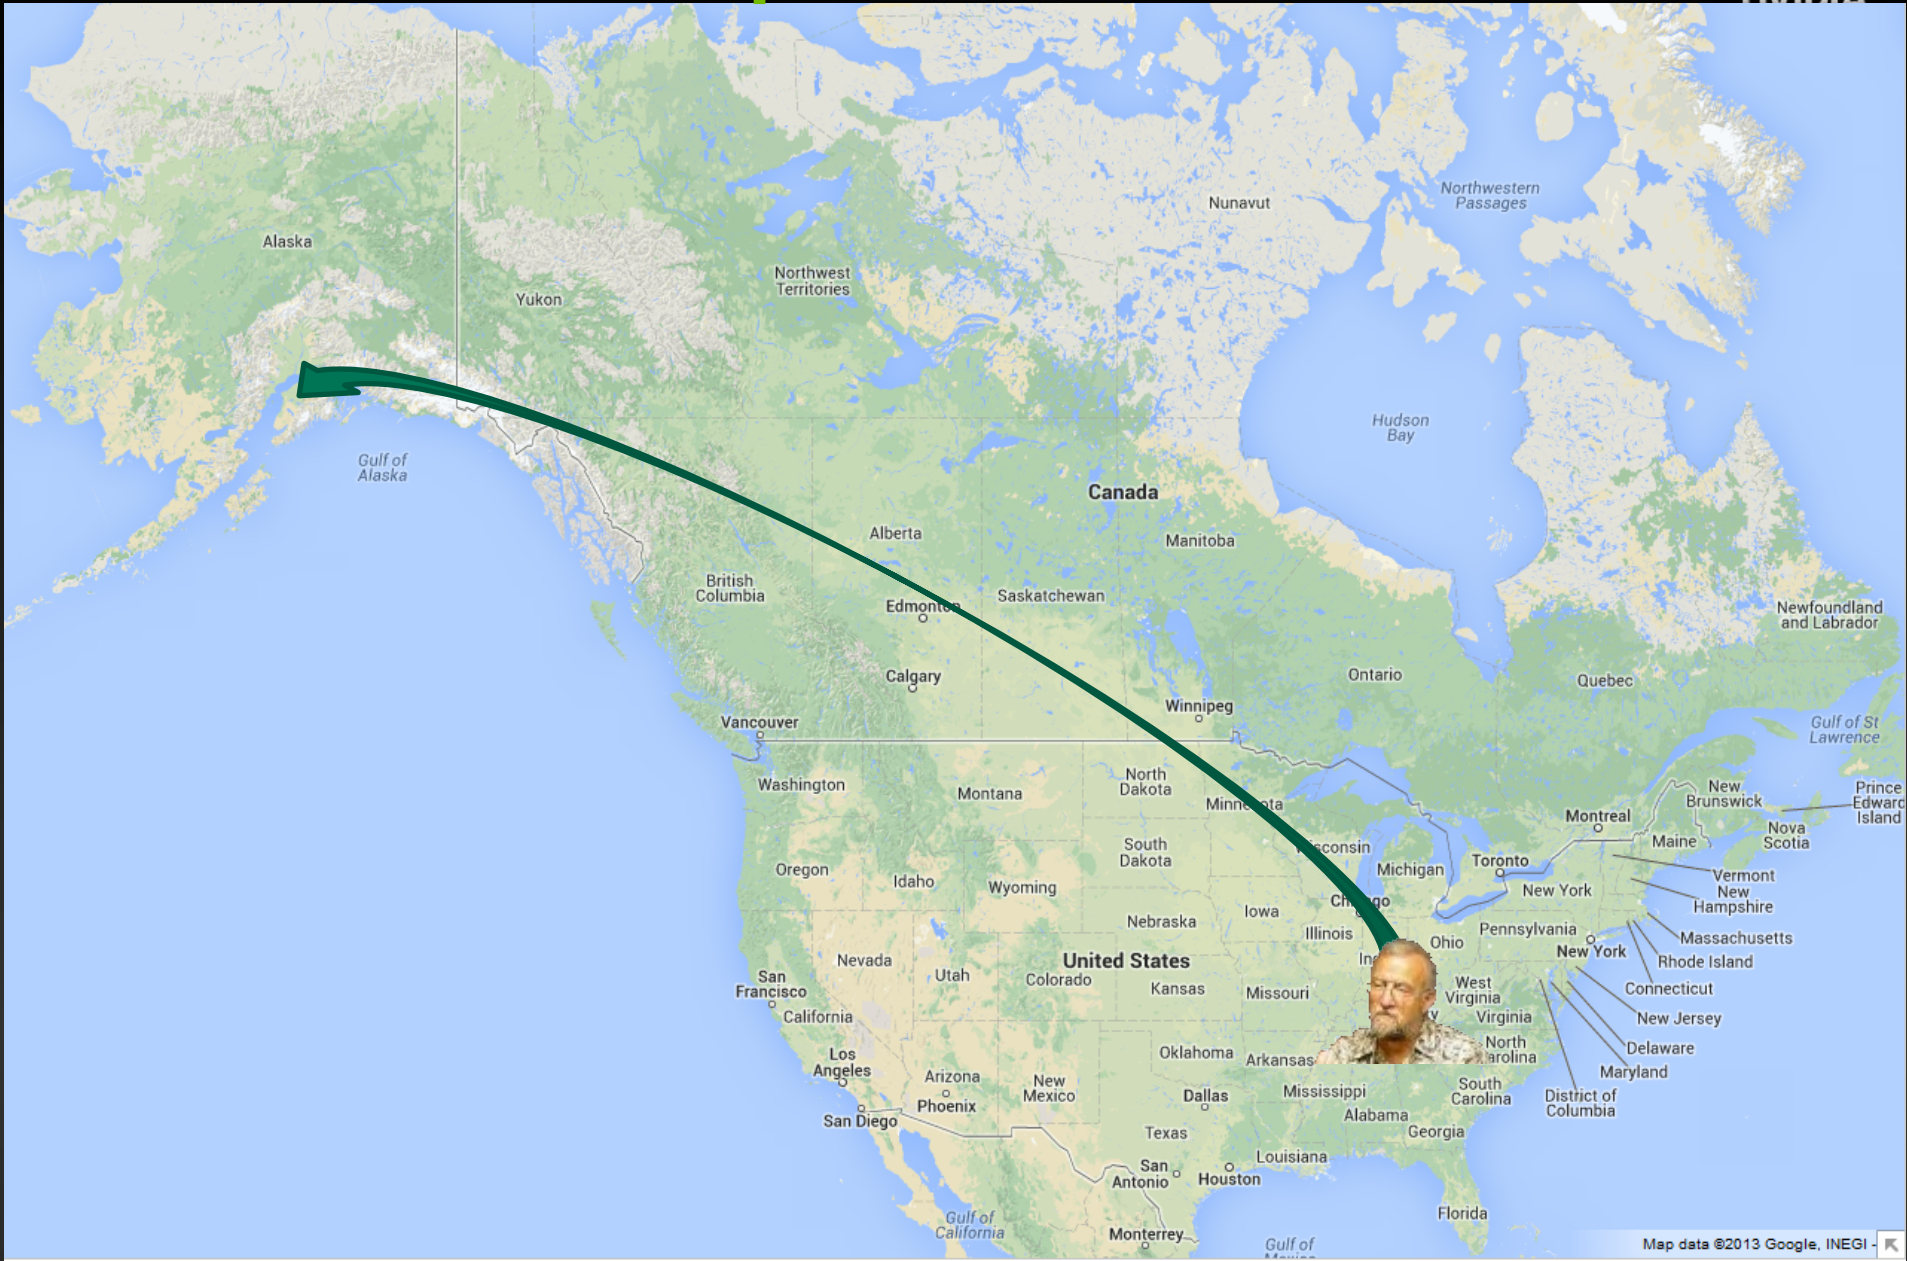 Northwestern
Passages
Nunavut
Alaska
Northwest
Territories
Yukon
Hudson
Bay
Gulf of
Alaska
Canada
Alberta
Manitoba
British
Columbia
Saskatchewan
Edmonton
Newfoundland
and Labrador
Calgary
Ontario
Quebec
Winnipeg
Vancouver
Gulf of St
Lawrence
Washington
North
Dakota
Montana
Minnesota
New
Brunswick
Prince
Edward
Island
Montreal
Nova
Scotia
Maine
Wisconsin
South
Dakota
Toronto
Michigan
Oregon
Idaho
Wyoming
New York
Vermont
New
Hampshire
Chicago
Iowa
Nebraska
Illinois
Pennsylvania
Ohio
Massachusetts
New York
Rhode Island
Nevada
United States
Utah
Colorado
Kansas
Missouri
West
Virginia
Connecticut
San
Francisco
California
Virginia
New Jersey
Los
Angeles
Oklahoma
Arkansas
North
arolina
Delaware
Maryland
Arizona
New
Mexico
Phoenix
Dallas
Mississippi
South
Carolina
District of
Columbia
San Diego
Alabama
Georgia
Texas
Louisiana
San
Antonio
Houston
Florida
Gulf of
California
Monterrey
Gulf of
Map data ©2013 Google, INEGI -